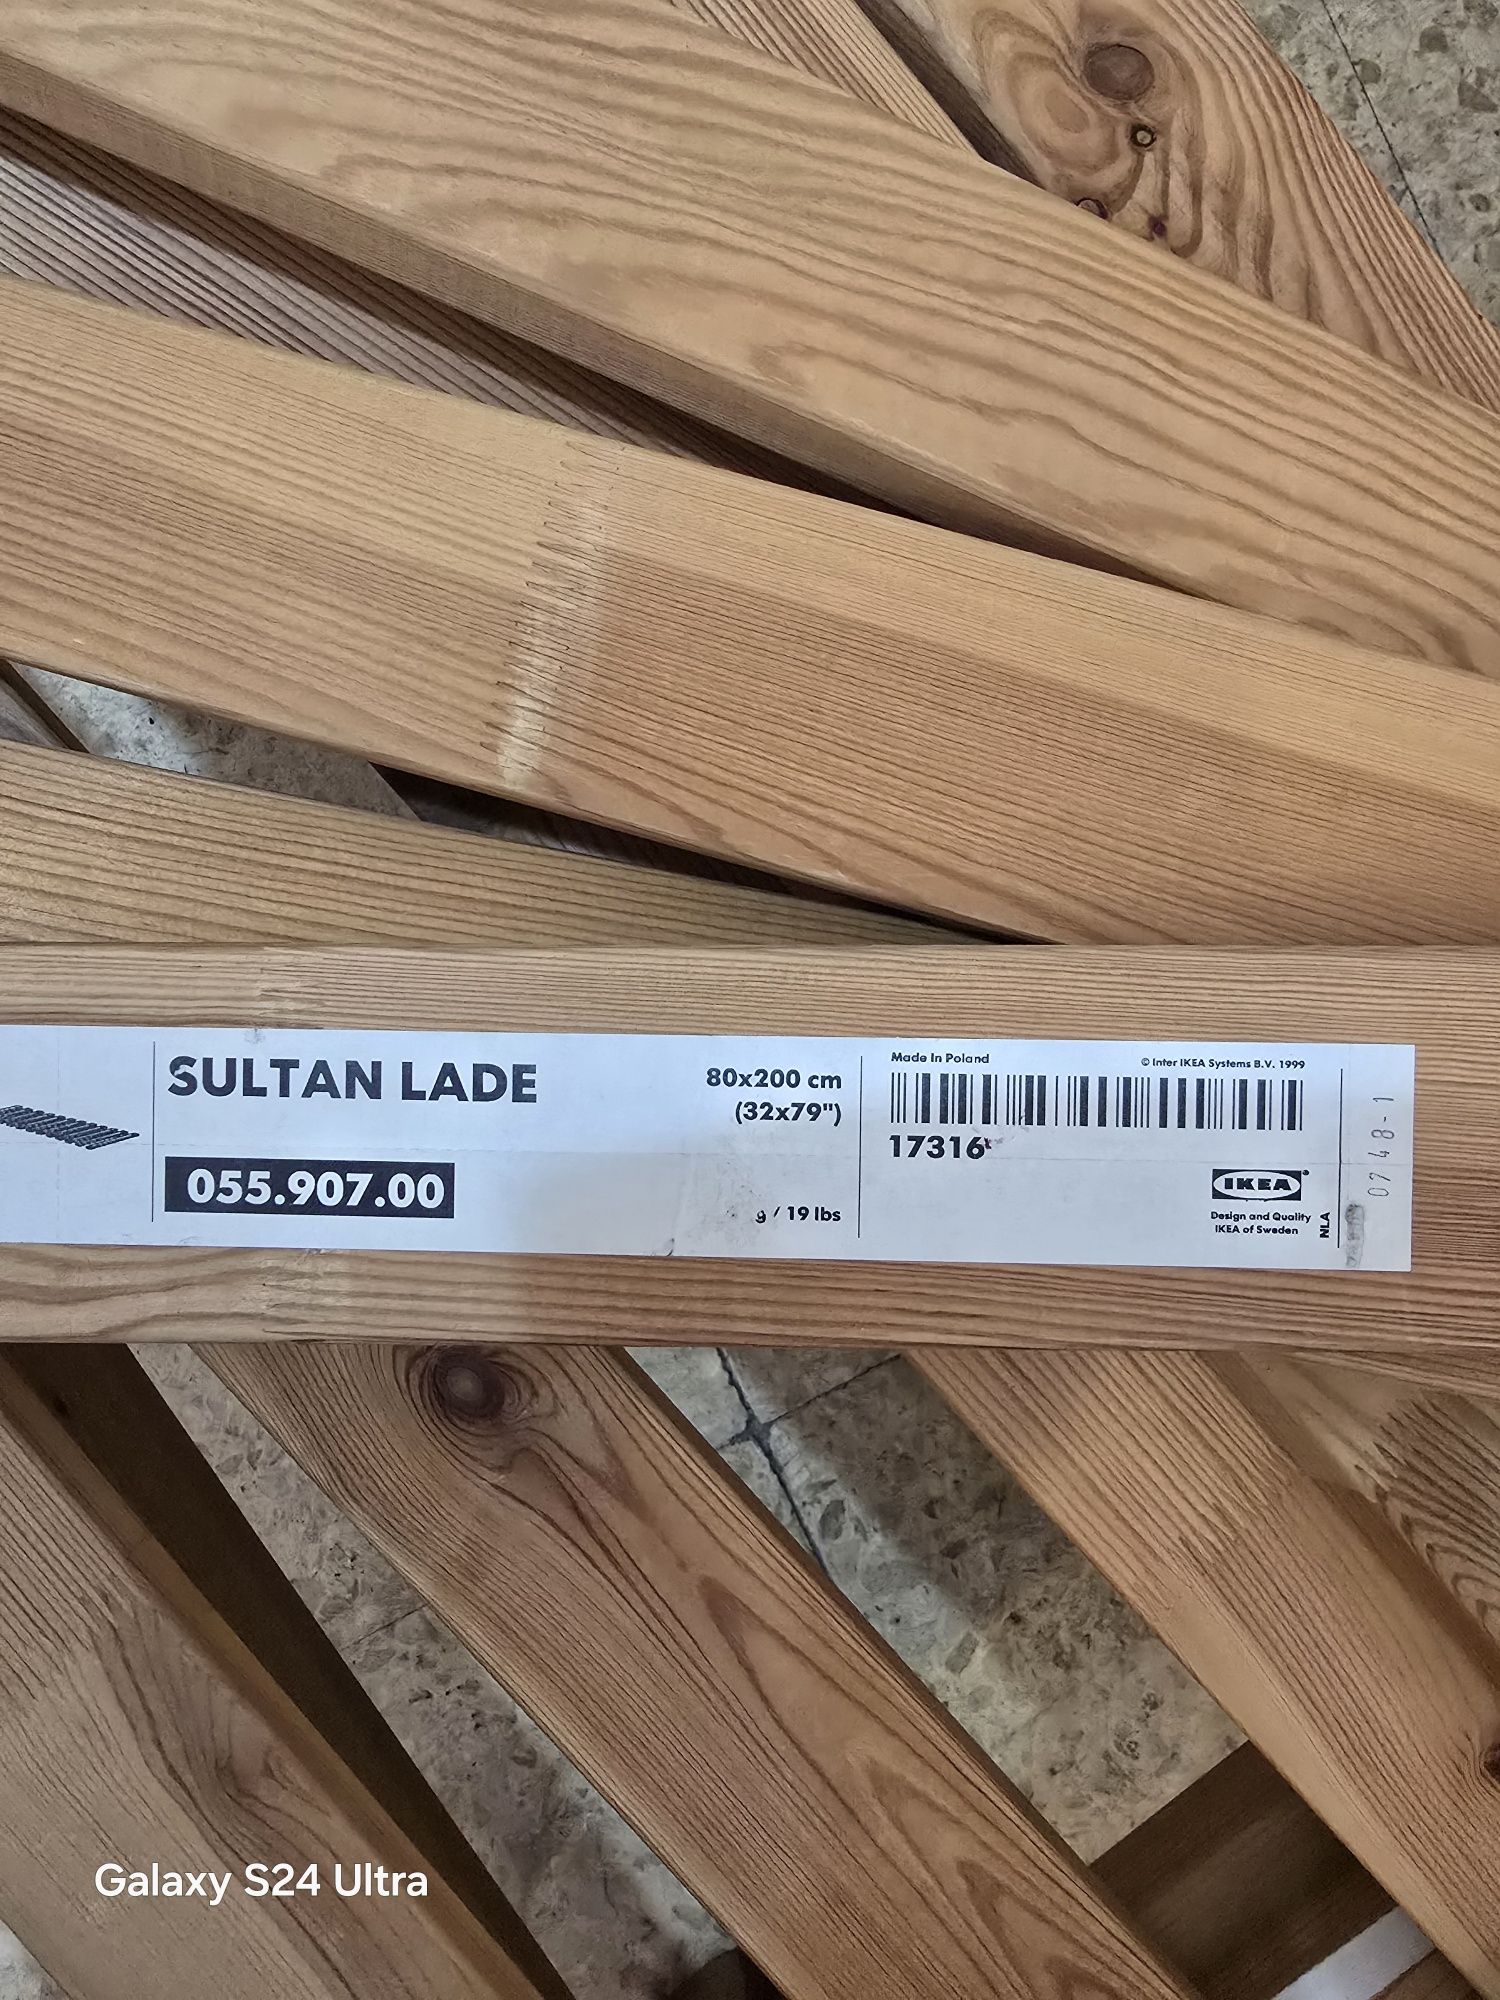 SULTAN LADE
80x200 cm
(32x79")
055.907.00
g / 19 lbs
Made In Poland
© Inter IKEA Systems B.V. 1999
17316
IKEA®
Design and Quality
IKEA of Sweden
NLA
0748-1
Galaxy S24 Ultra